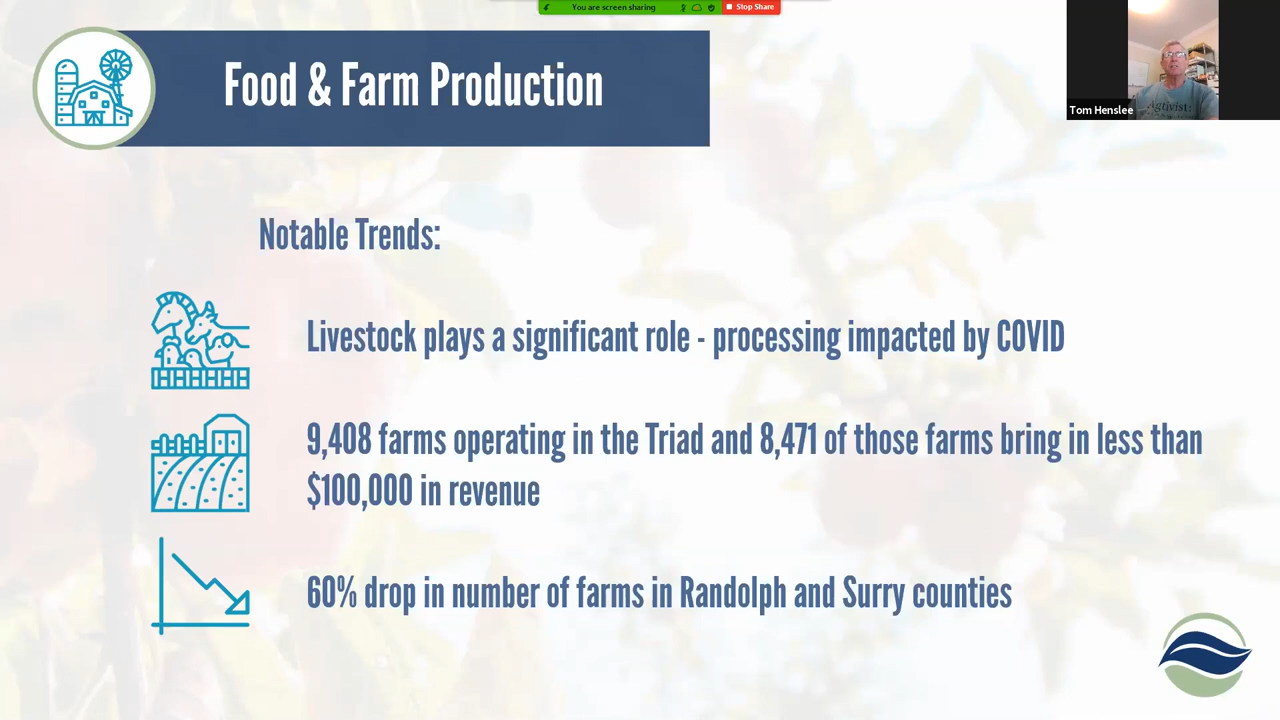 You are screen sharing
Stop Share
Food & Farm Production
Tom Henslee
Agtivist:
Notable Trends:
Livestock plays a significant role - processing impacted by COVID
9,408 farms operating in the Triad and 8,471 of those farms bring in less than
$100,000 in revenue
60% drop in number of farms in Randolph and Surry counties